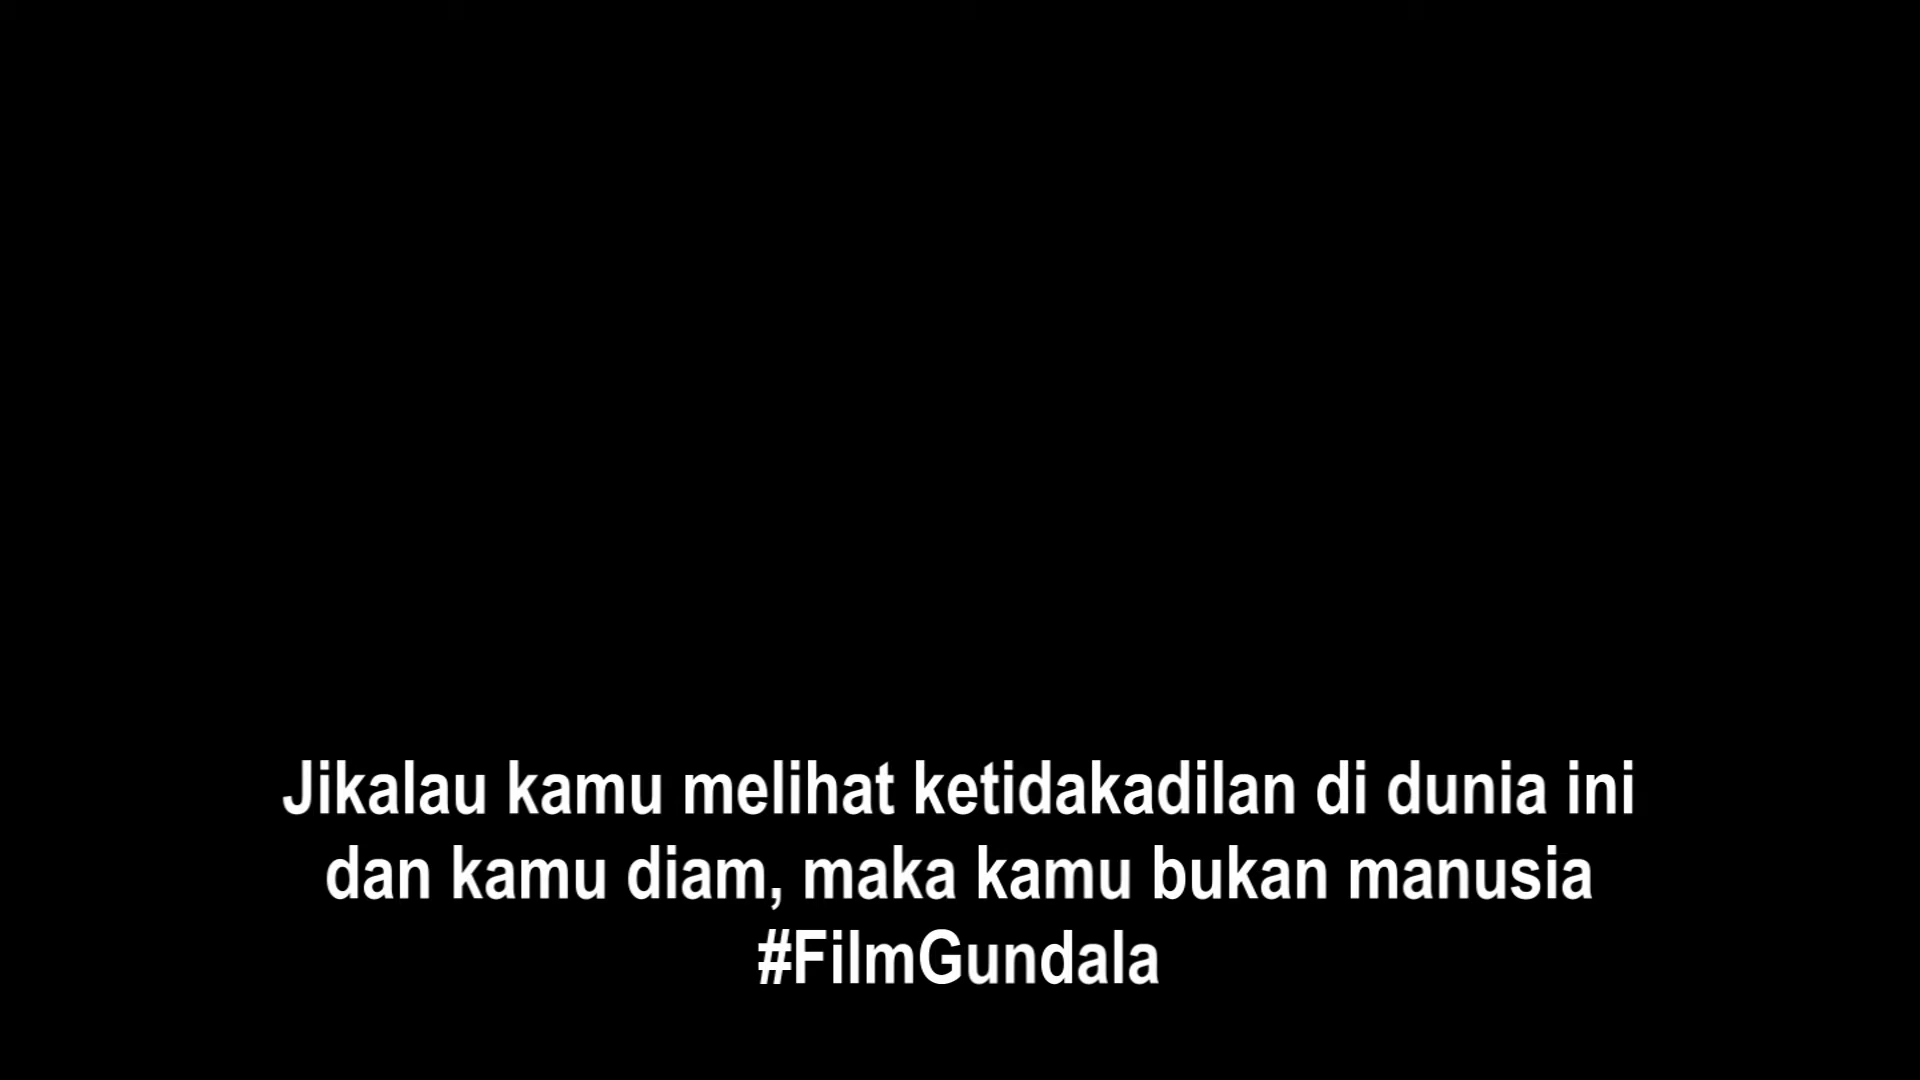 Jikalau kamu melihat ketidakadilan di dunia ini
dan kamu diam, maka kamu bukan manusia
#FilmGundala